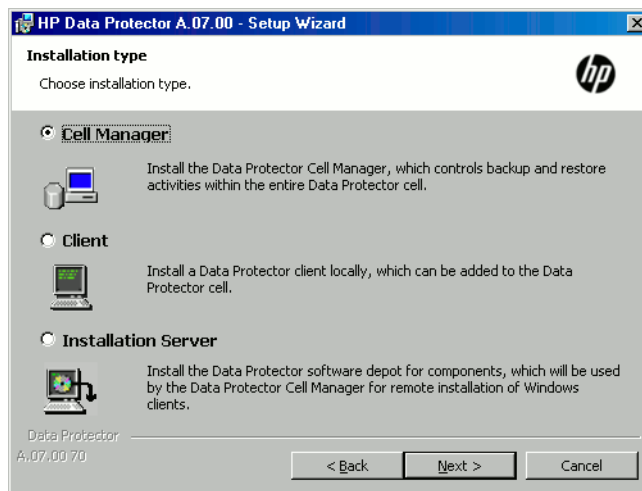 HP Data Protector A.07.00 - Setup Wizard
Installation type
Choose installation type.
hp
Cell Manager
Install the Data Protector Cell Manager, which controls backup and restore
activities within the entire Data Protector cell.
Client
Install a Data Protector client locally, which can be added to the Data
Protector cell.
Installation Server
Install the Data Protector software depot for components, which will be used
by the Data Protector Cell Manager for remote installation of Windows
clients.
Data Protector
A.07.00 70
< Back
Next >
Cancel